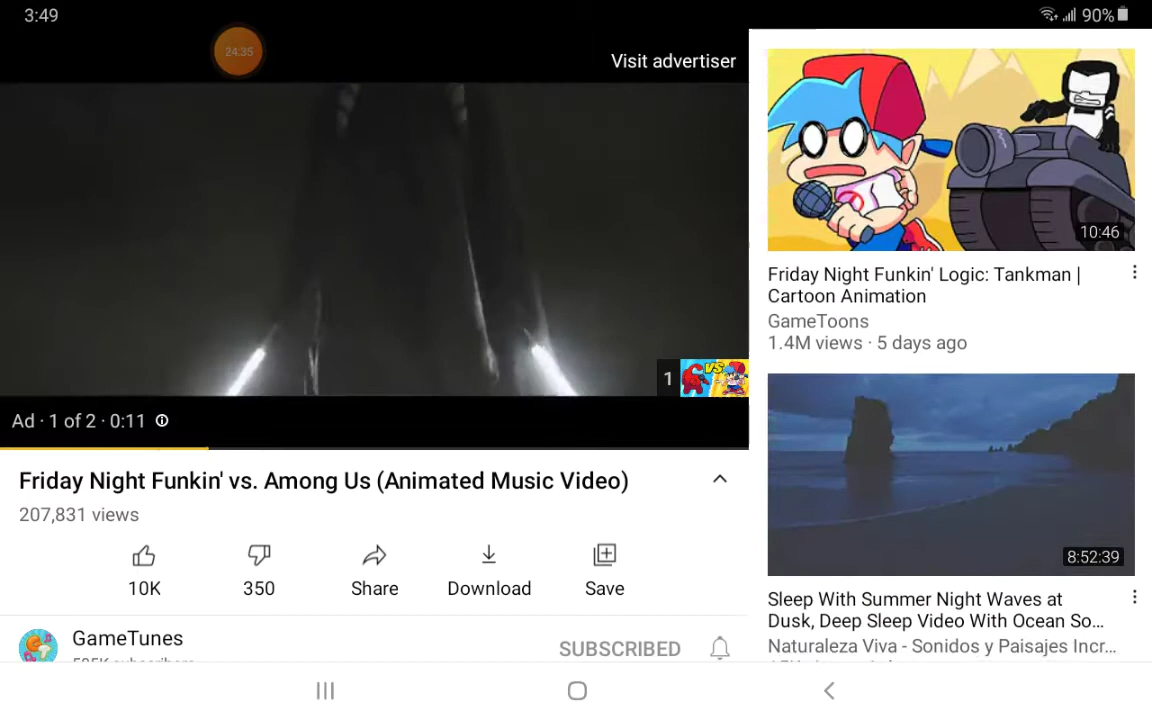 3:49
90%
24:35
Visit advertiser
VS
1
10:46
Ad · 1 of 2 · 0:11
Friday Night Funkin' vs. Among Us (Animated Music Video)
207,831 views
10K
350
Share
Download
Save
GameTunes
SUBSCRIBED
Friday Night Funkin' Logic: Tankman |
Cartoon Animation
GameToons
1.4M views · 5 days ago
8:52:39
Sleep With Summer Night Waves at
Dusk, Deep Sleep Video With Ocean So...
Naturaleza Viva - Sonidos y Paisajes Incr...